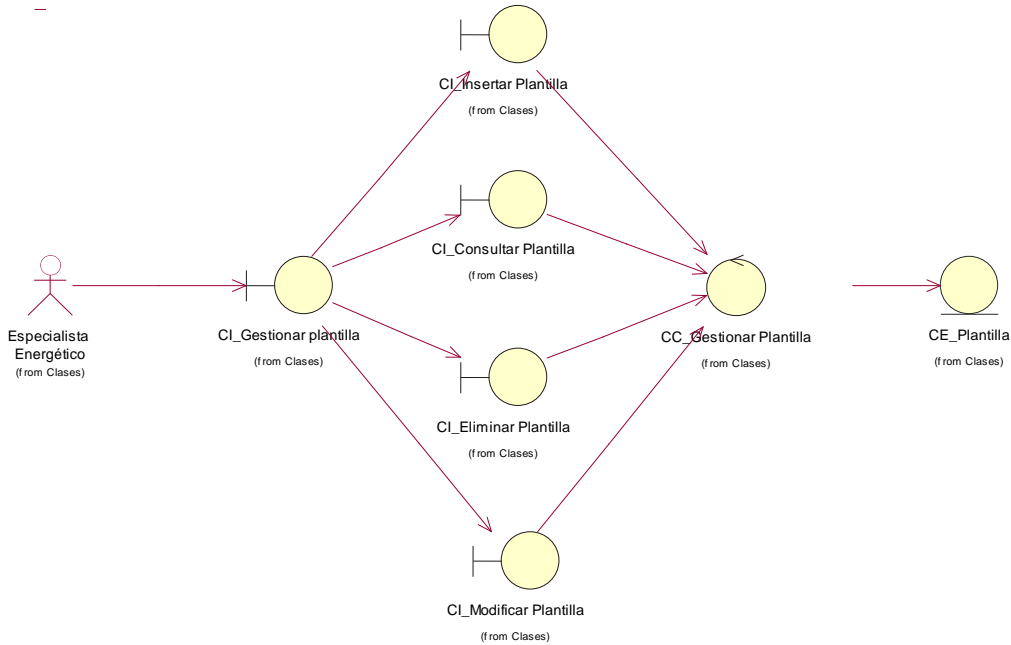 CI_Insertar Plantilla
(from Clases)
CI_Consultar Plantilla
(from Clases)
Especialista
Energético
(from Clases)
CI_Gestionar plantilla
(from Clases)
CC_Gestionar Plantilla
(from Clases)
CE_Plantilla
(from Clases)
CI_Eliminar Plantilla
(from Clases)
CI_Modificar Plantilla
(from Clases)